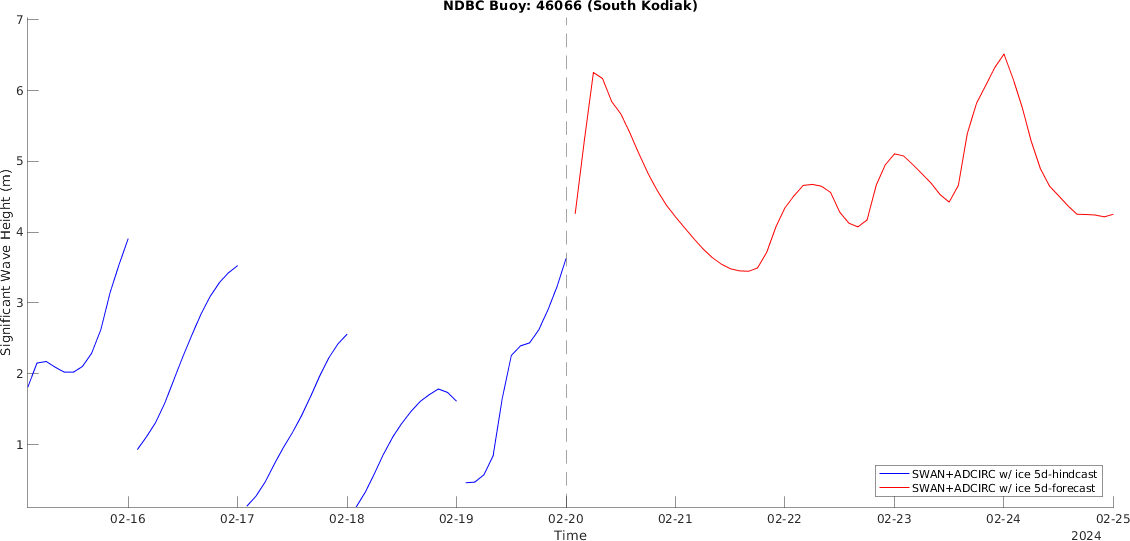 NDBC Buoy: 46066 (South Kodiak)
7
6
5
4
3
2
1
Significant Wave Height (m)
SWAN+ADCIRC w/ ice 5d-hindcast
SWAN+ADCIRC w/ ice 5d-forecast
02-16 02-17 02-18 02-19 02-20 02-21 02-22 02-23 02-24 02-25
Time
2024